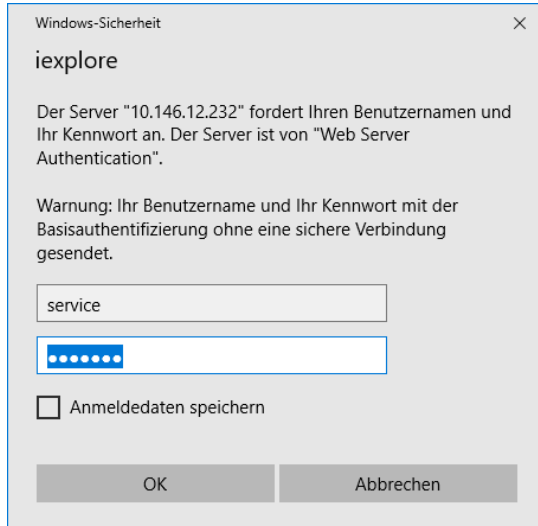 Windows-Sicherheit
iexplore
Der Server "10.146.12.232" fordert Ihren Benutzernamen und
Ihr Kennwort an. Der Server ist von "Web Server
Authentication".
Warnung: Ihr Benutzername und Ihr Kennwort mit der
Basisauthentifizierung ohne eine sichere Verbindung
gesendet.
service
•••••••
Anmeldedaten speichern
OK
Abbrechen